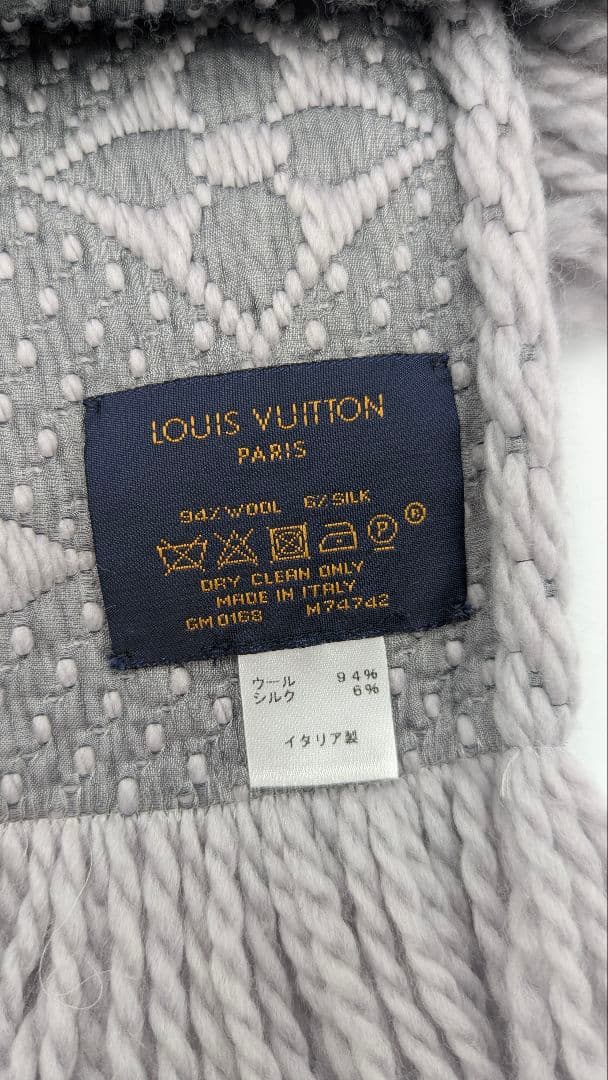 LOUIS VUITTON
PARIS
94% WOOL 6% SILK
P ®
DRY CLEAN ONLY
MADE IN ITALY
GM0168 M74742
ウール 94%
シルク 6%
イタリア製